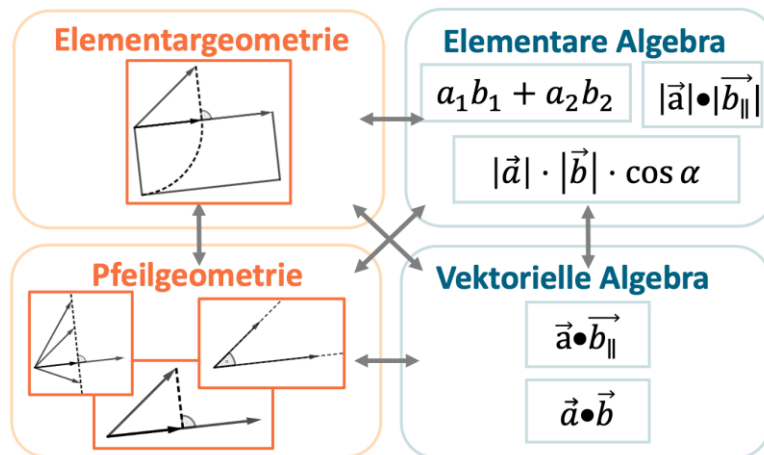 Elementargeometrie
Elementare Algebra
a₁b₁ + a₂b₂
|a⃗|•|b∥⃗|
|a⃗| · |b⃗| · cos α
Pfeilgeometrie
Vektorielle Algebra
a⃗•b∥⃗
a⃗•b⃗